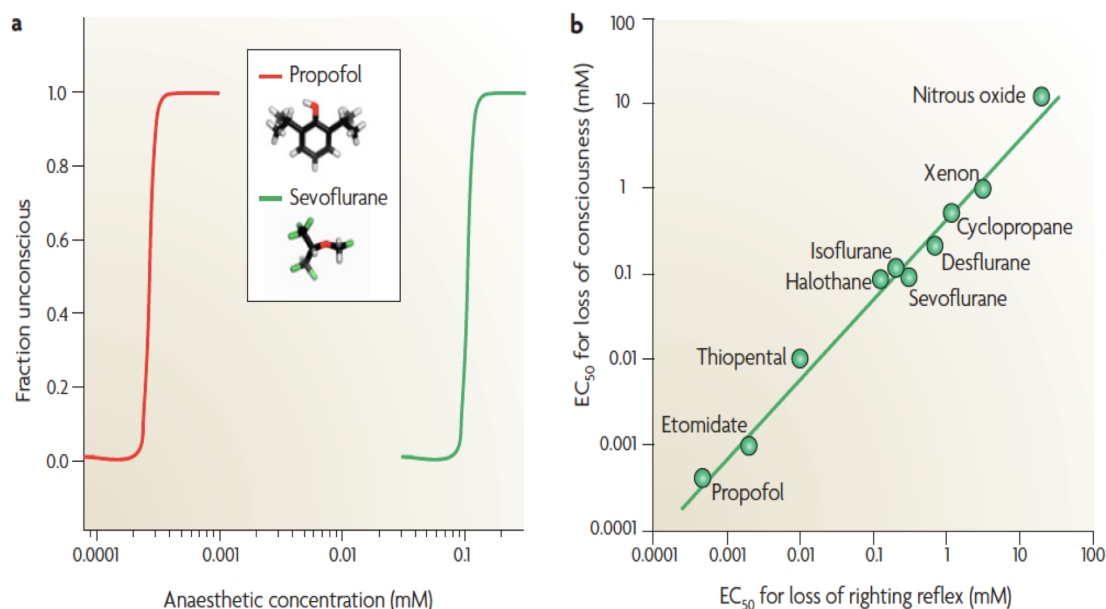 a
Propofol
Sevoflurane
Fraction unconscious
1.0
0.8
0.6
0.4
0.2
0.0
0.0001
0.001
0.01
0.1
Anaesthetic concentration (mM)
b
EC50 for loss of consciousness (mM)
100
10
1
0.1
0.01
0.001
0.0001
Nitrous oxide
Xenon
Cyclopropane
Isoflurane
Desflurane
Halothane
Sevoflurane
Thiopental
Etomidate
Propofol
0.0001
0.001
0.01
0.1
1
10
100
EC50 for loss of righting reflex (mM)